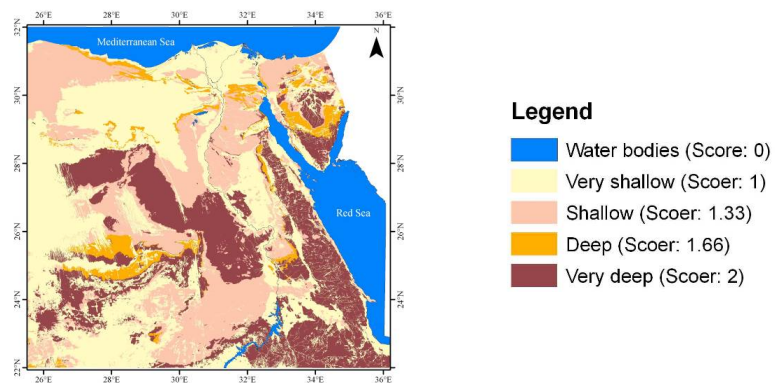 26°E 28°E 30°E 32°E 34°E 36°E
Mediterranean Sea
N
32°N
30°N
28°N
26°N
24°N
22°N
Red Sea
32°N
30°N
28°N
26°N
24°N
22°N
26°E 28°E 30°E 32°E 34°E 36°E
Legend
Water bodies (Score: 0)
Very shallow (Scoer: 1)
Shallow (Scoer: 1.33)
Deep (Scoer: 1.66)
Very deep (Scoer: 2)